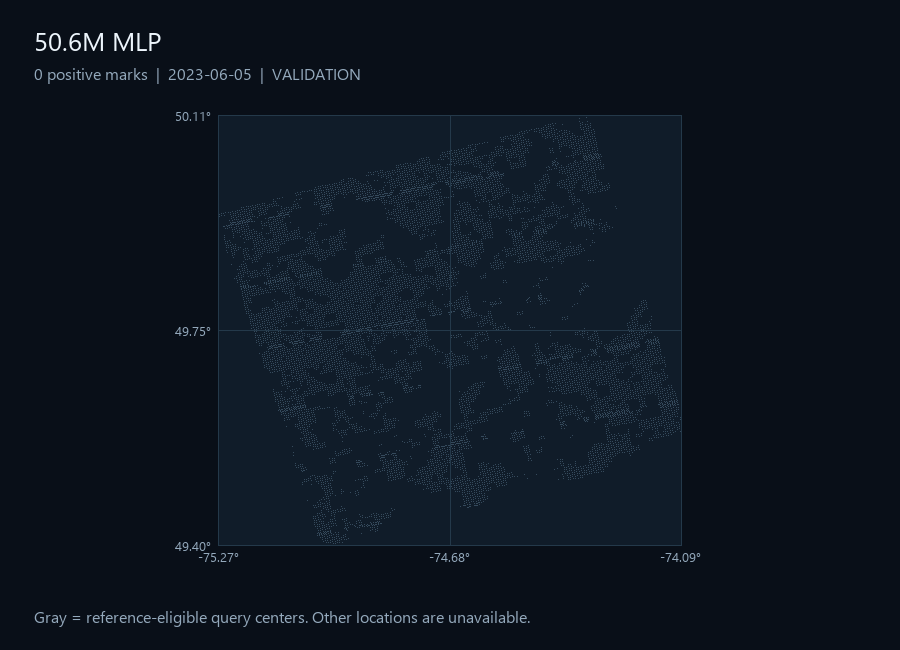 50.6M MLP
0 positive marks | 2023-06-05 | VALIDATION
50.11°
49.75°
49.40°
-75.27°
-74.68°
-74.09°
Gray = reference-eligible query centers. Other locations are unavailable.